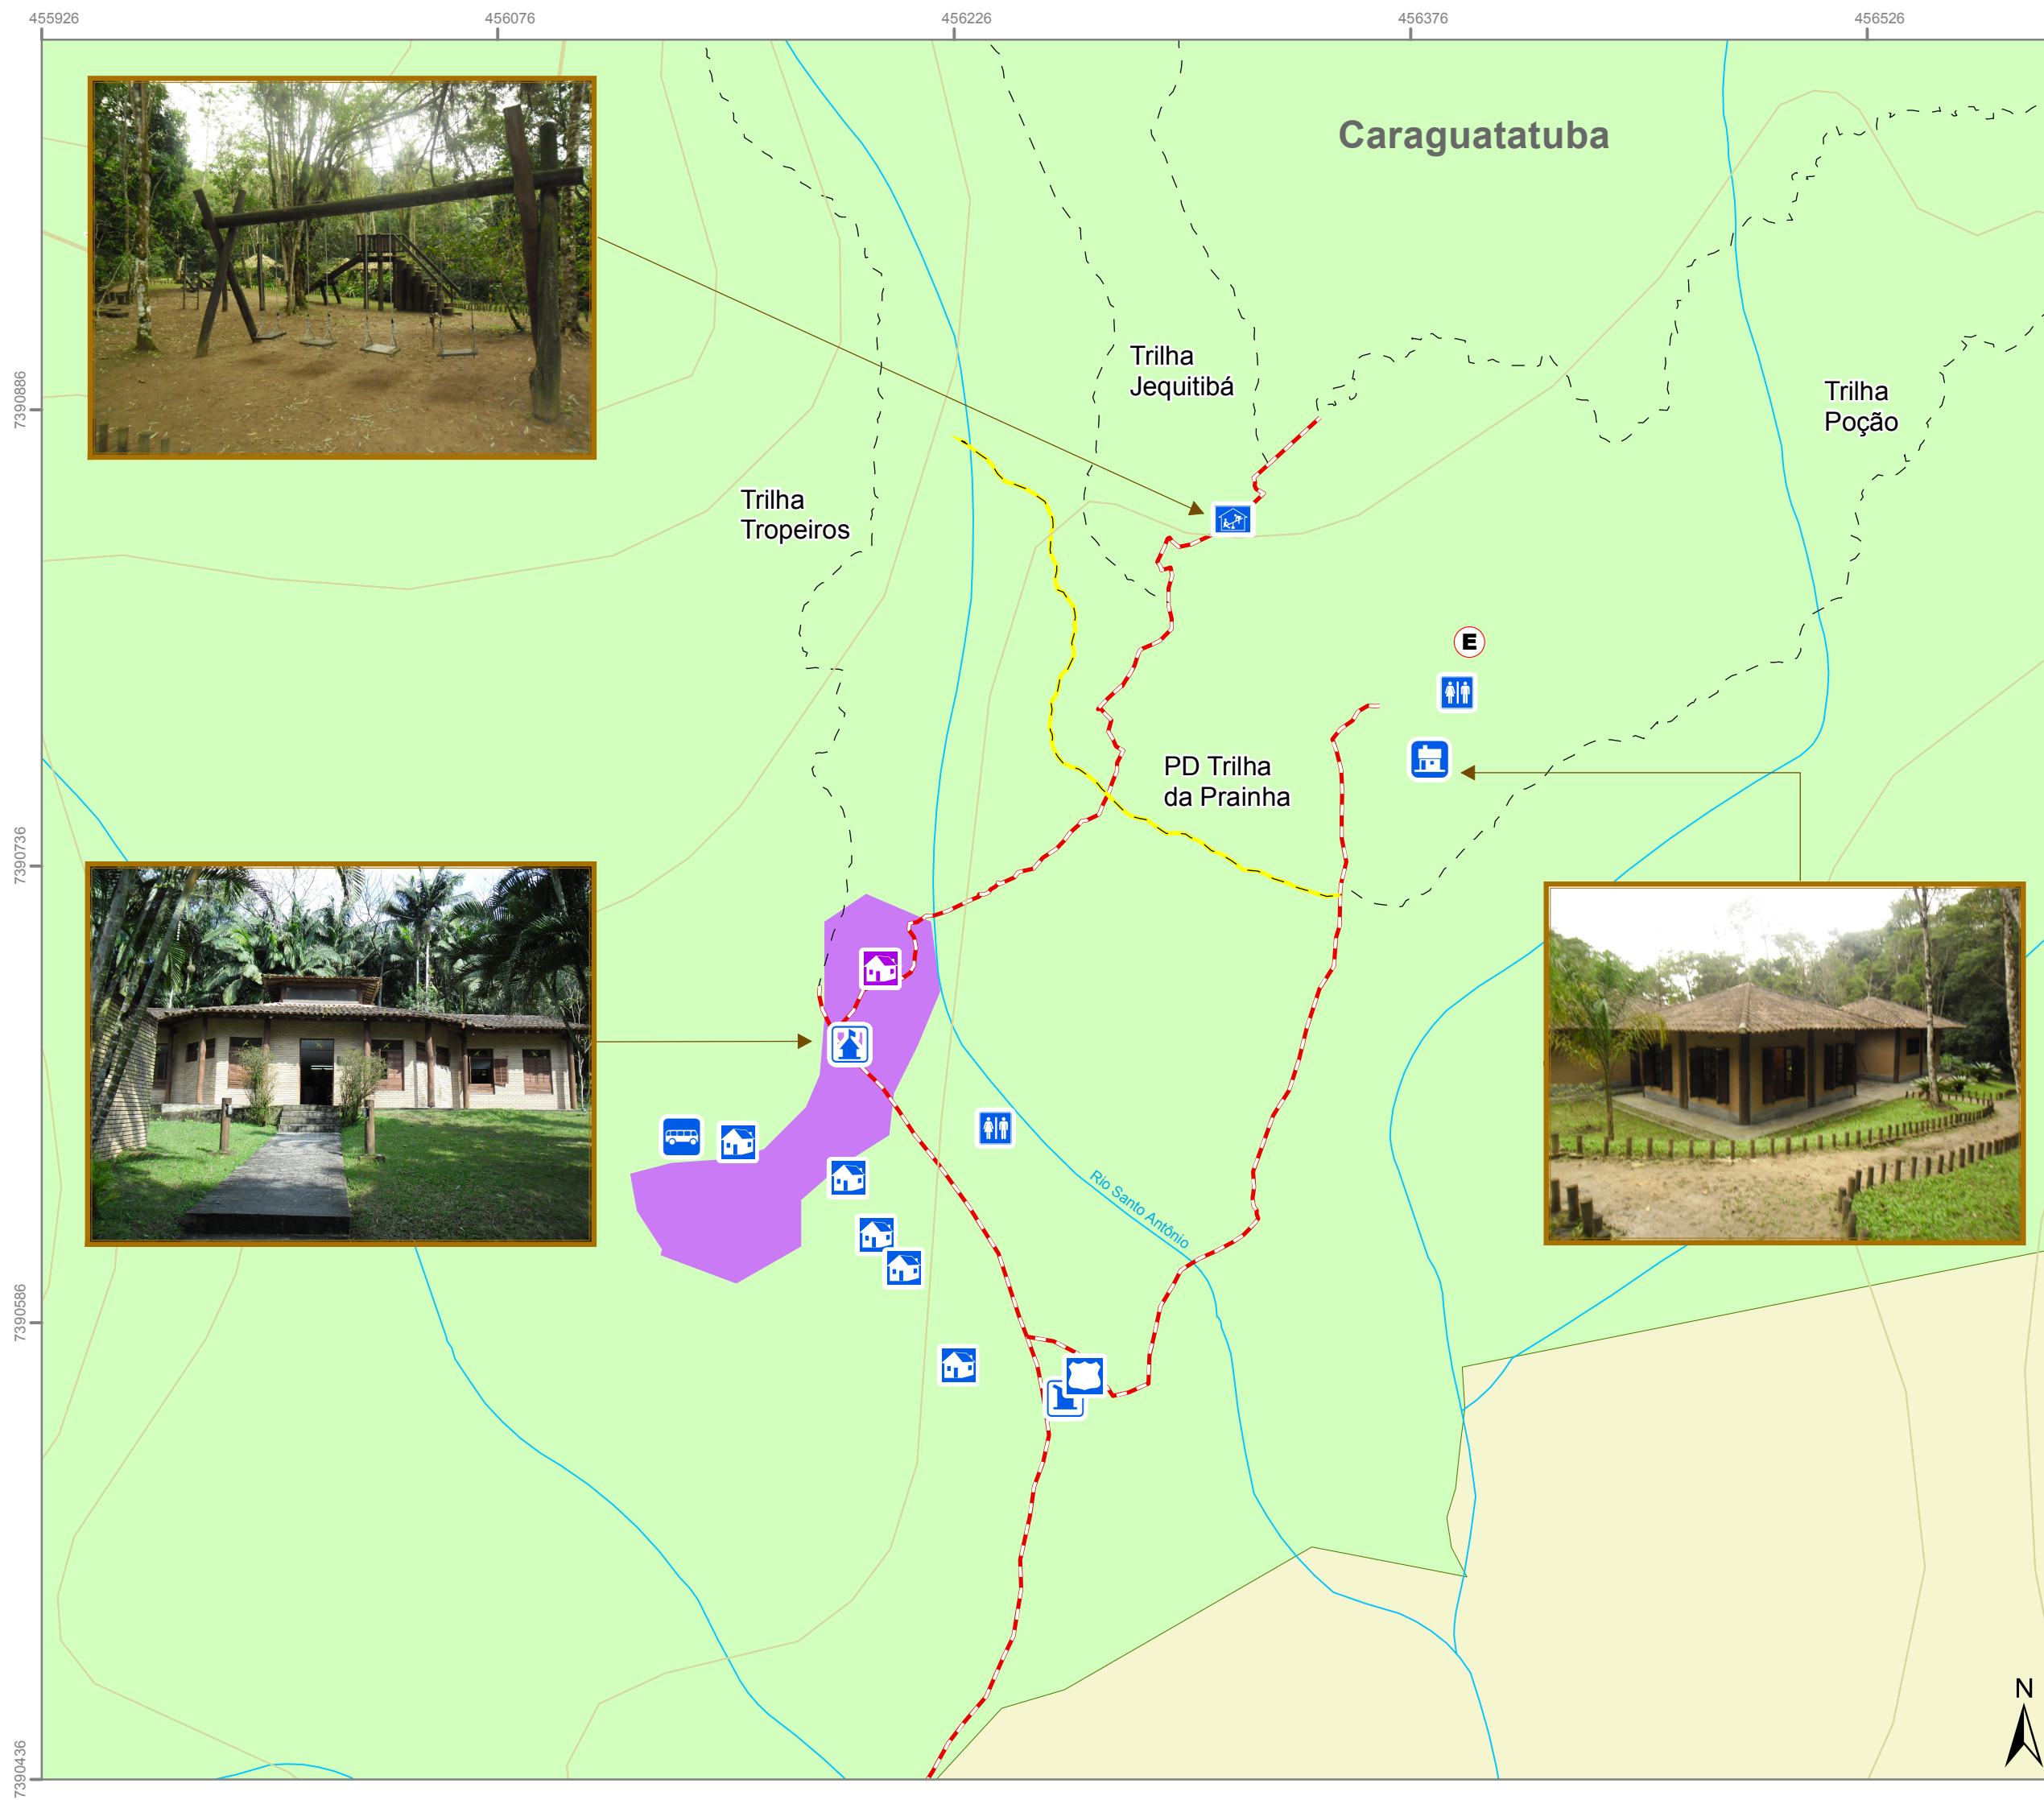 455926
456076
456226
456376
456526
Caraguatatuba
7390886
Trilha
Jequitibá
Trilha
Poção
Trilha
Tropeiros
E
PD Trilha
da Prainha
7390736
Rio Santo Antônio
7390586
N
7390436